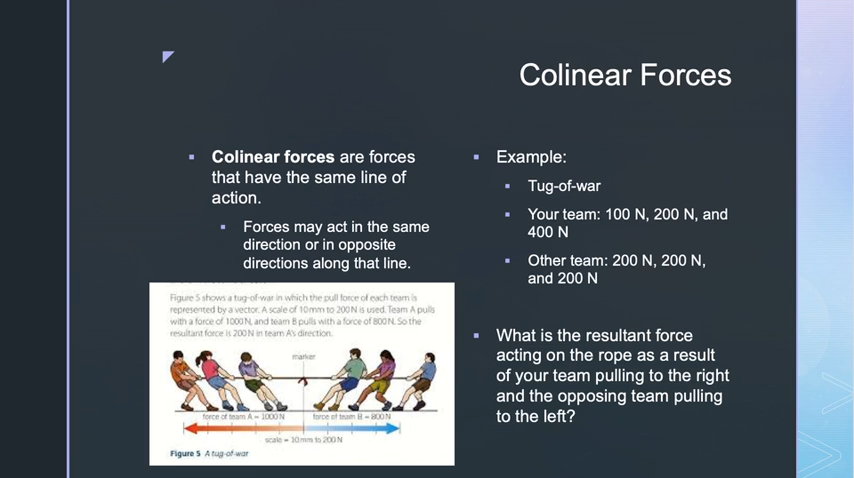 Colinear Forces
▪ Colinear forces are forces
that have the same line of
action.
▪ Forces may act in the same
direction or in opposite
directions along that line.
Figure 5 shows a tug-of-war in which the pull force of each team is
represented by a vector. A scale of 10mm to 200N is used. Team A pulls
with a force of 1000N, and team B pulls with a force of 800N. So the
resultant force is 200N in team A's direction.
marker
force of team A = 1000N
force of team B = 800N
scale = 10mm to 200N
Figure 5 A tug-of-war
▪ Example:
▪ Tug-of-war
▪ Your team: 100 N, 200 N, and
400 N
▪ Other team: 200 N, 200 N,
and 200 N
▪ What is the resultant force
acting on the rope as a result
of your team pulling to the right
and the opposing team pulling
to the left?